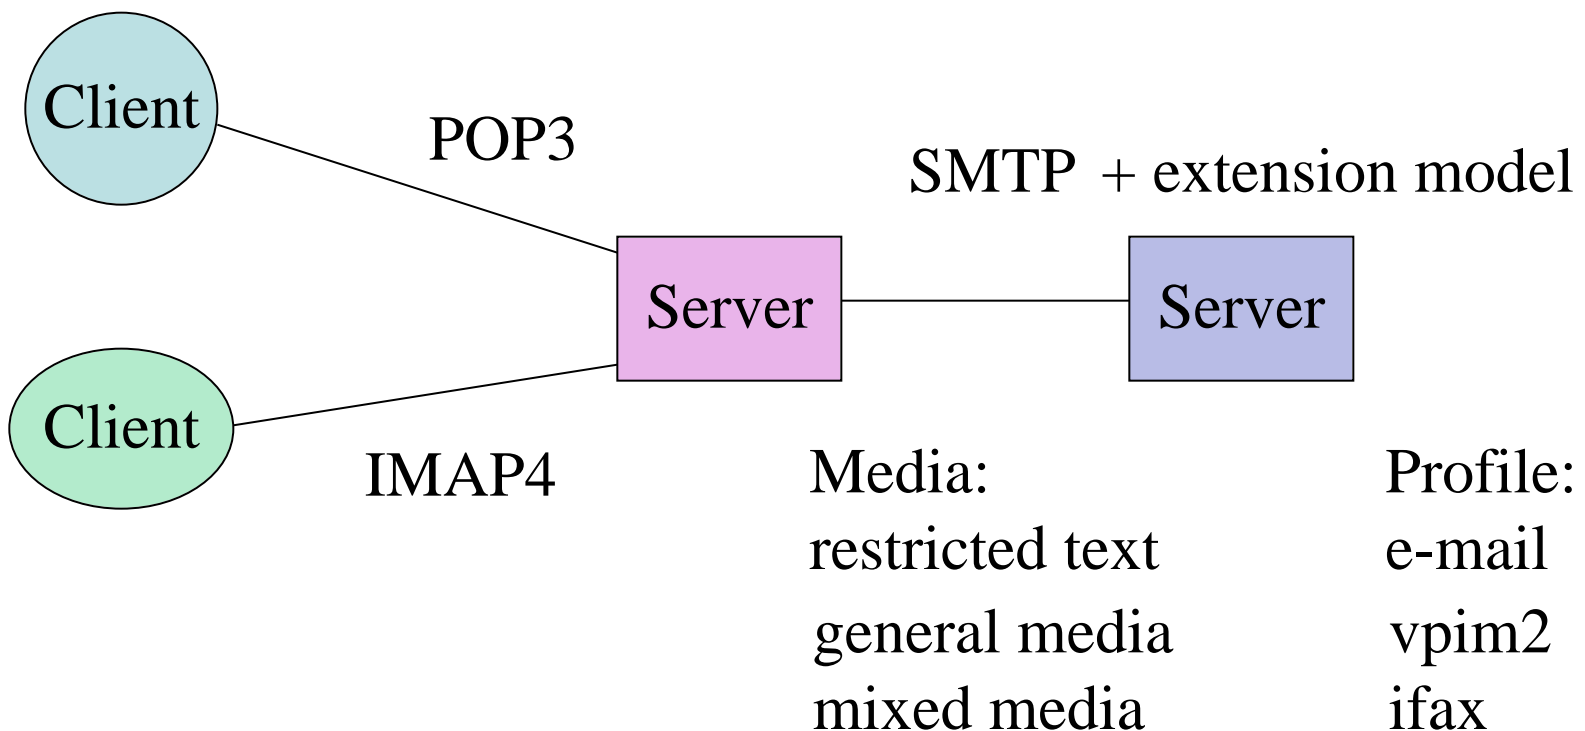 Client
POP3
SMTP + extension model
Server
Server
Client
IMAP4
Media:
restricted text
general media
mixed media
Profile:
e-mail
vpim2
ifax